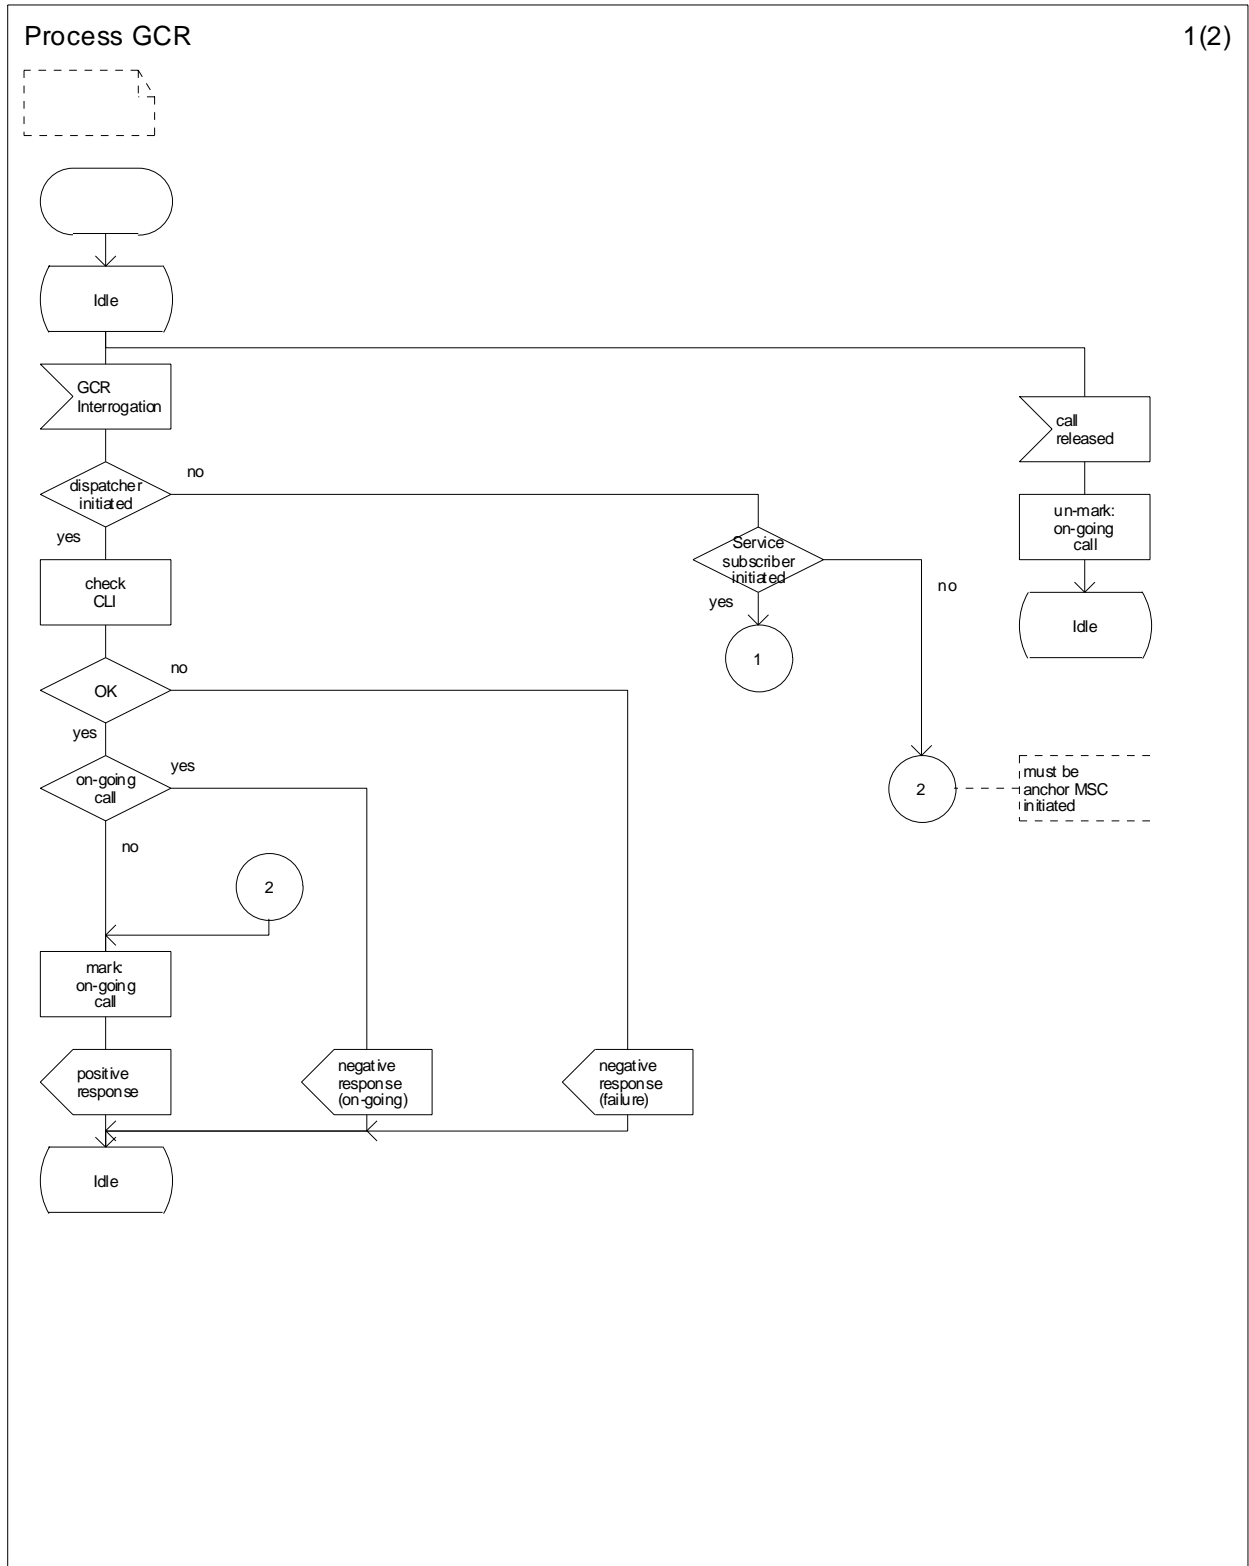 Process GCR
1(2)
Idle
GCR
Interrogation
call
released
dispatcher
initiated
no
yes
un-mark:
on-going
call
Service
subscriber
initiated
yes
no
check
CLI
Idle
1
OK
no
yes
on-going
call
yes
no
2
must be
anchor MSC
initiated
2
mark:
on-going
call
positive
response
negative
response
(on-going)
negative
response
(failure)
Idle